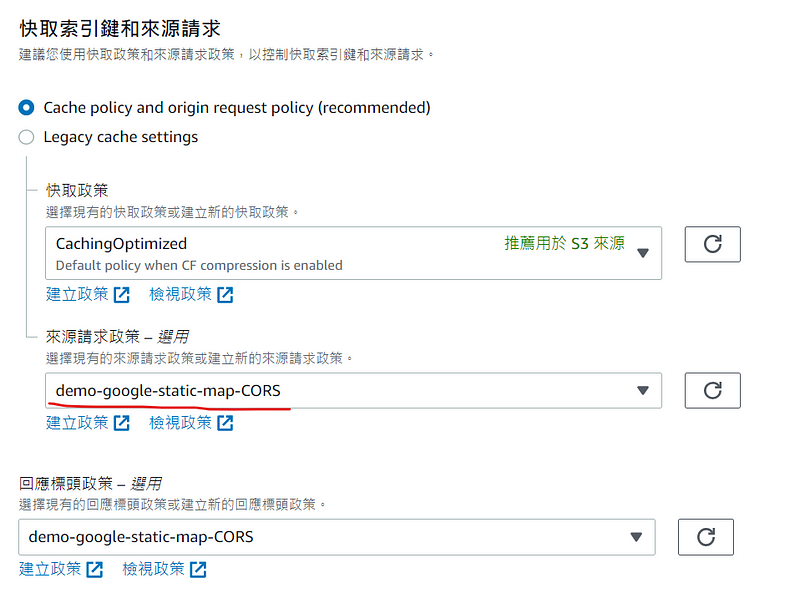 快取索引鍵和來源請求
建議您使用快取政策和來源請求政策，以控制快取索引鍵和來源請求。
Cache policy and origin request policy (recommended)
Legacy cache settings
快取政策
選擇現有的快取政策或建立新的快取政策。
CachingOptimized 推薦用於 S3 來源
Default policy when CF compression is enabled
建立政策 檢視政策
來源請求政策 – 選用
選擇現有的來源請求政策或建立新的來源請求政策。
demo-google-static-map-CORS
建立政策 檢視政策
回應標頭政策 – 選用
選擇現有的回應標頭政策或建立新的回應標頭政策。
demo-google-static-map-CORS
建立政策 檢視政策